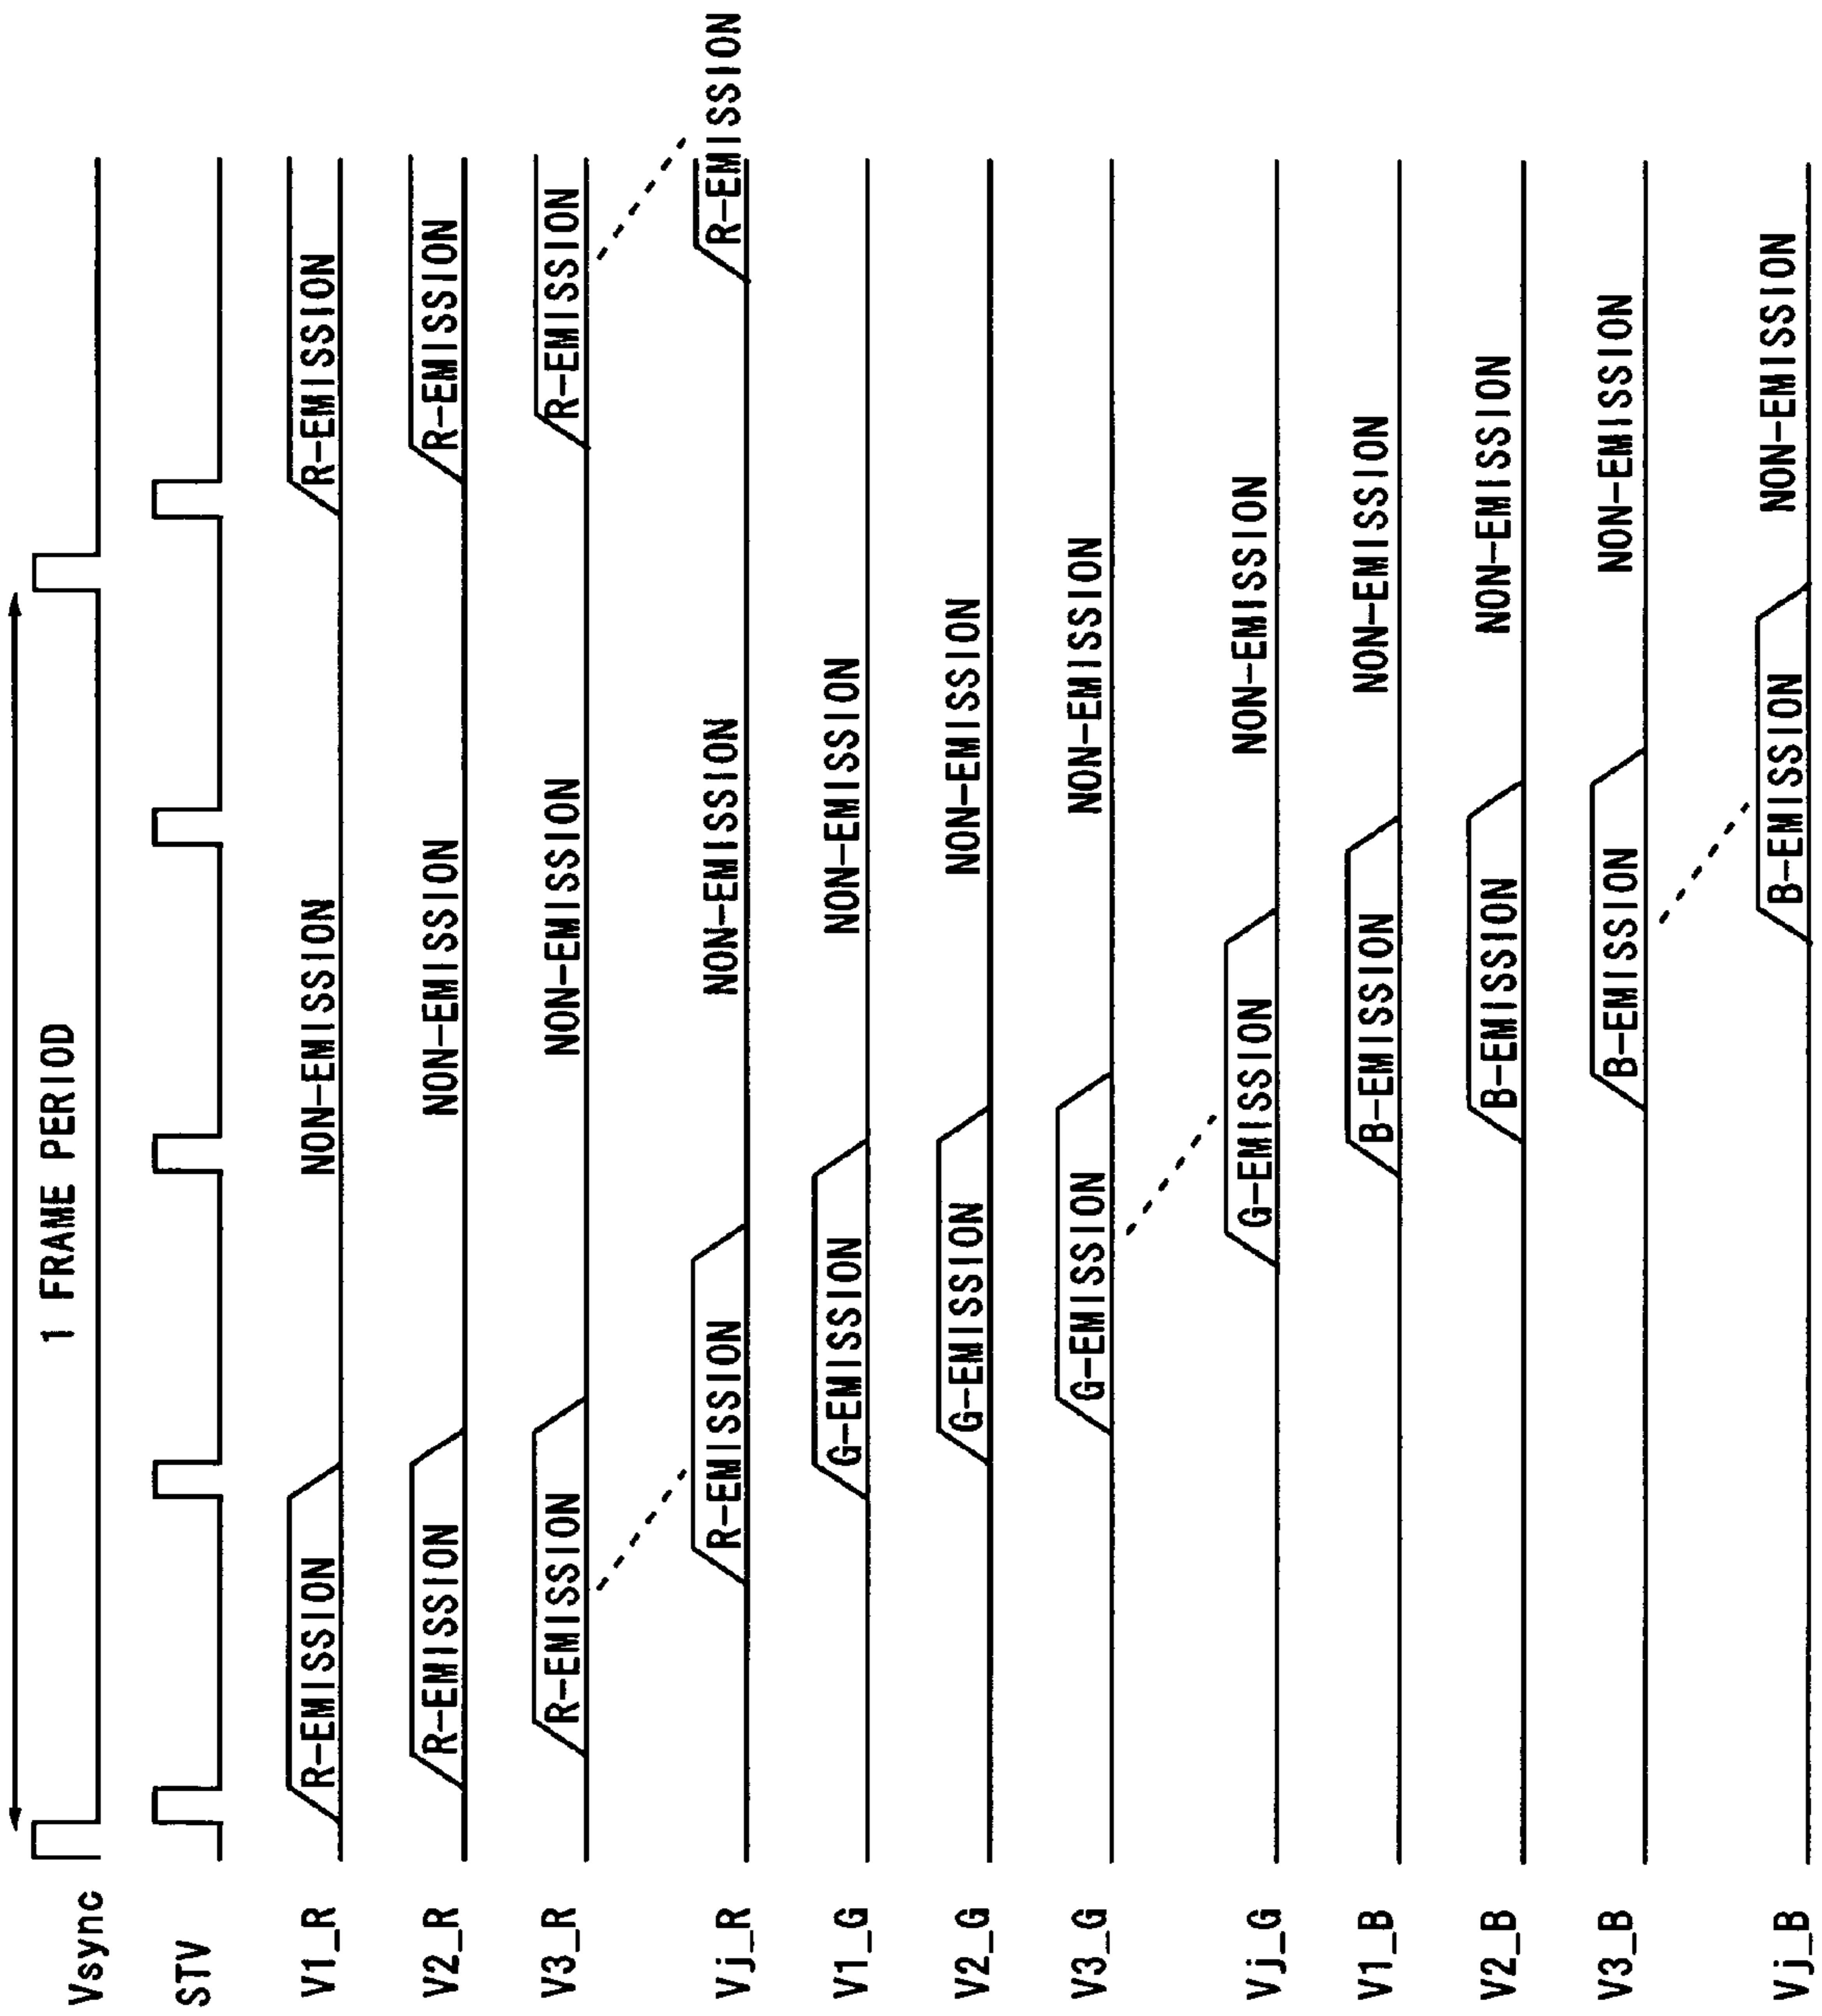 1 FRAME PERIOD
Vsync
STV
V1_R R-EMISSION NON-EMISSION R-EMISSION
V2_R R-EMISSION NON-EMISSION R-EMISSION
V3_R R-EMISSION NON-EMISSION R-EMISSION
Vj_R R-EMISSION NON-EMISSION R-EMISSION
V1_G G-EMISSION NON-EMISSION
V2_G G-EMISSION NON-EMISSION
V3_G G-EMISSION NON-EMISSION
Vj_G G-EMISSION NON-EMISSION
V1_B B-EMISSION NON-EMISSION
V2_B B-EMISSION NON-EMISSION
V3_B B-EMISSION NON-EMISSION
Vj_B B-EMISSION NON-EMISSION